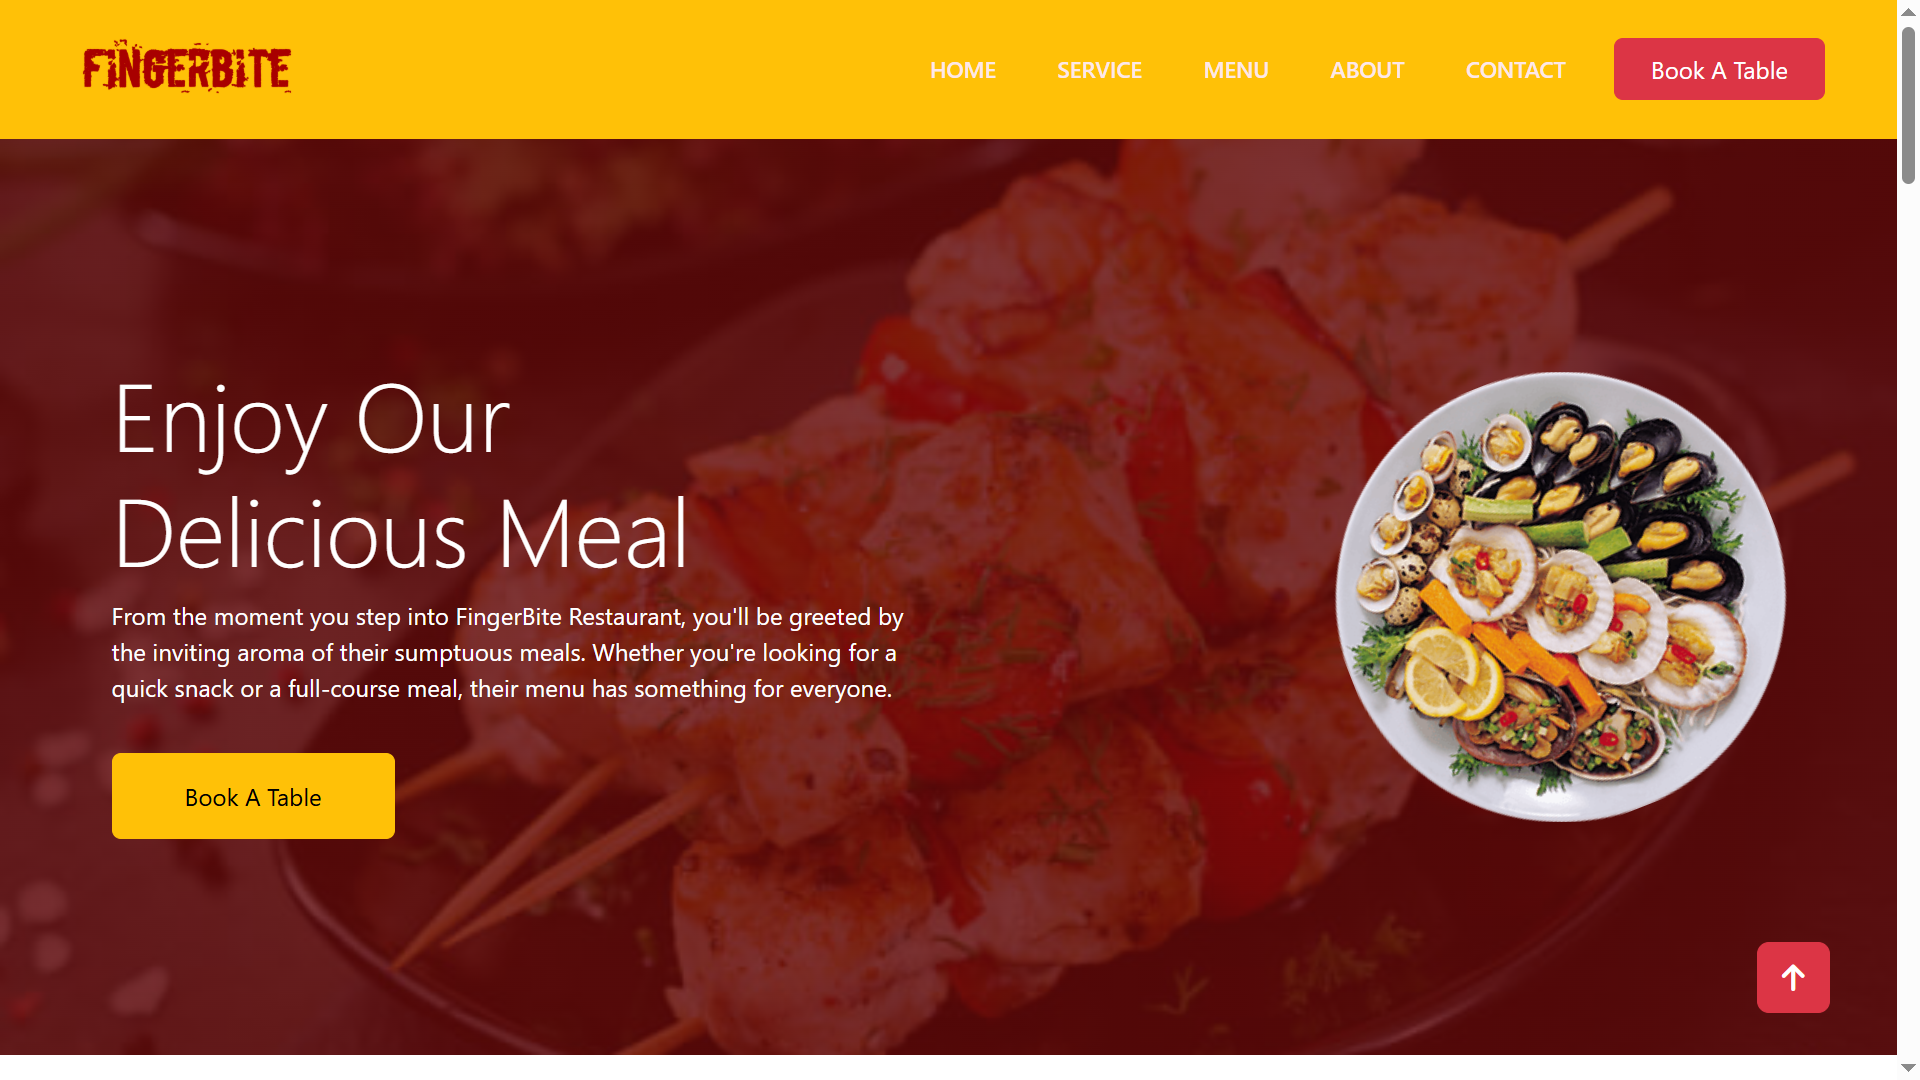 FINGERBITE
HOME SERVICE MENU ABOUT CONTACT Book A Table
Enjoy Our
Delicious Meal
From the moment you step into FingerBite Restaurant, you'll be greeted by
the inviting aroma of their sumptuous meals. Whether you're looking for a
quick snack or a full-course meal, their menu has something for everyone.
Book A Table